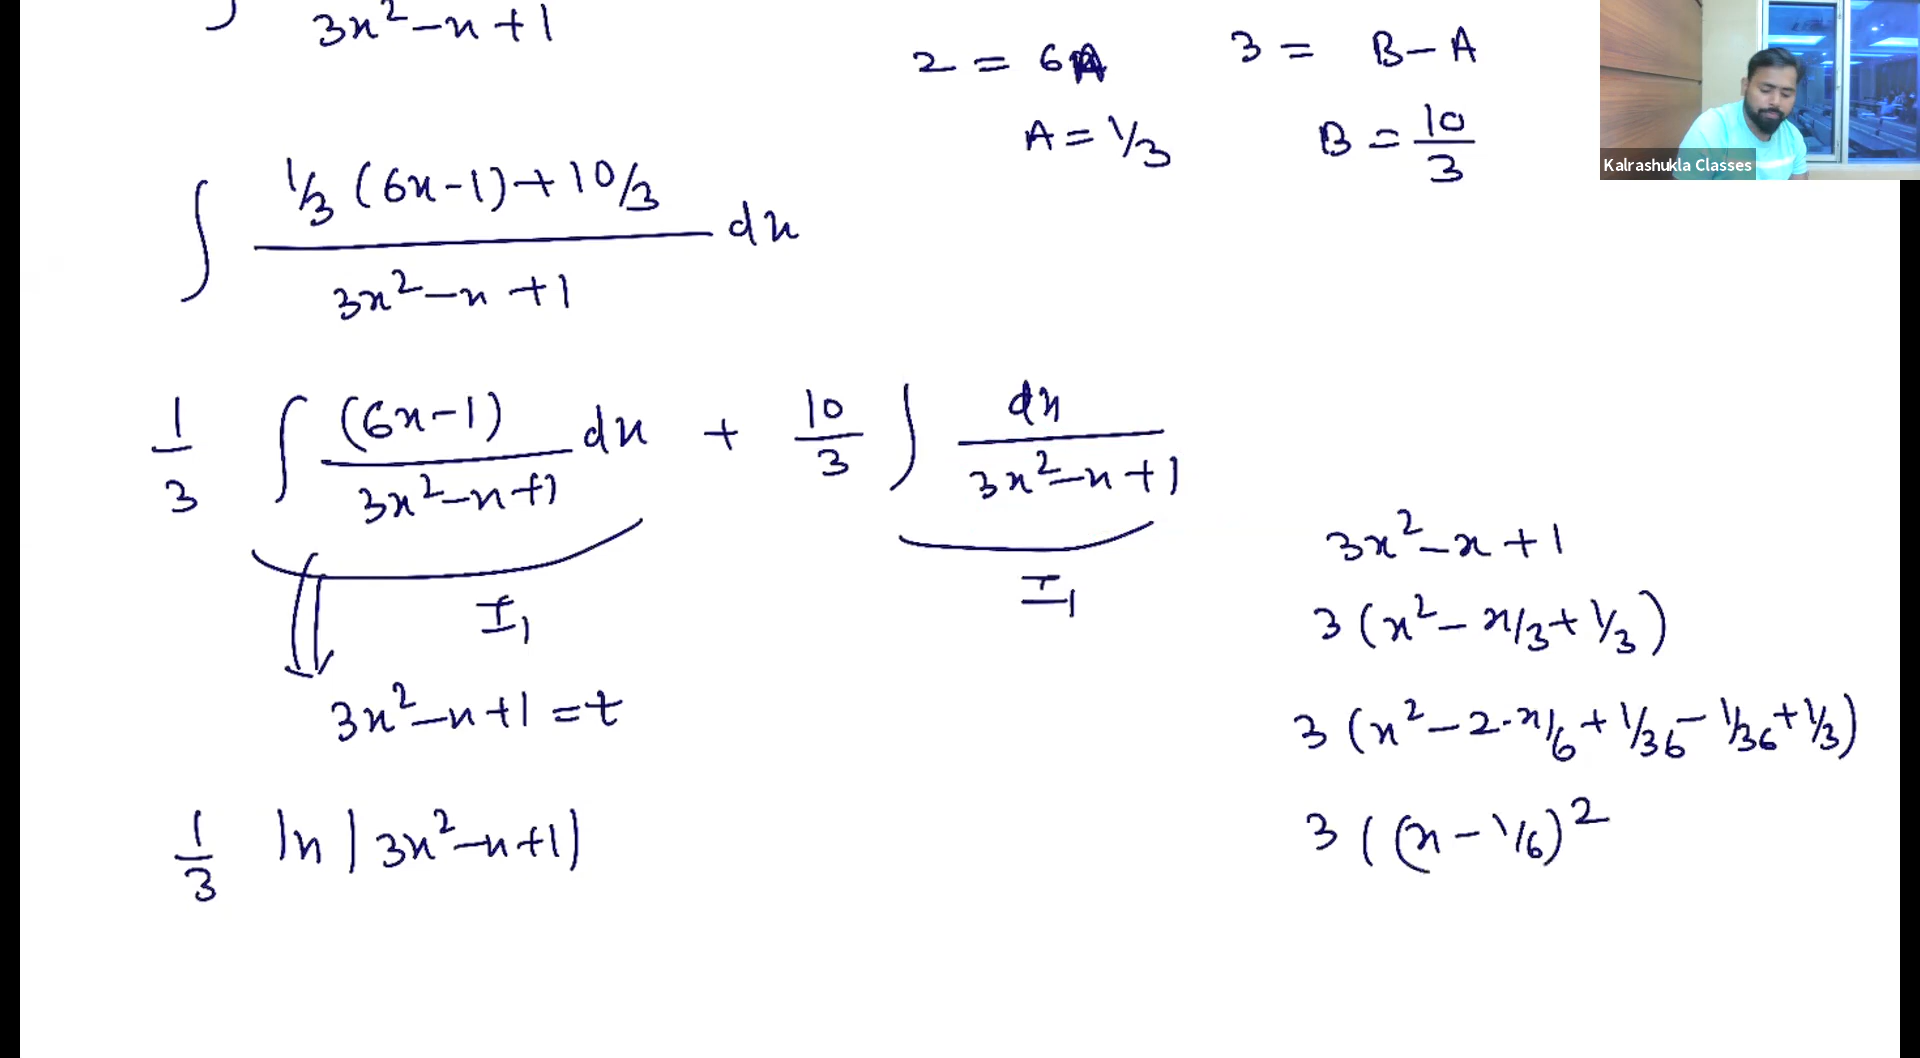 ∫ 3x² - x + 1
2 = 6A
3 = B - A
A = 1/3
B = 10/3
Kalrashukla Classes
∫ (1/3 (6x - 1) + 10/3) / (3x² - x + 1) dx
1/3 ∫ (6x - 1) / (3x² - x + 1) dx + 10/3 ∫ dx / (3x² - x + 1)
I₁
I₁
3x² - x + 1 = t
1/3 ln |3x² - x + 1|
3x² - x + 1
3 (x² - x/3 + 1/3)
3 (x² - 2·x/6 + 1/36 - 1/36 + 1/3)
3 ((x - 1/6)²